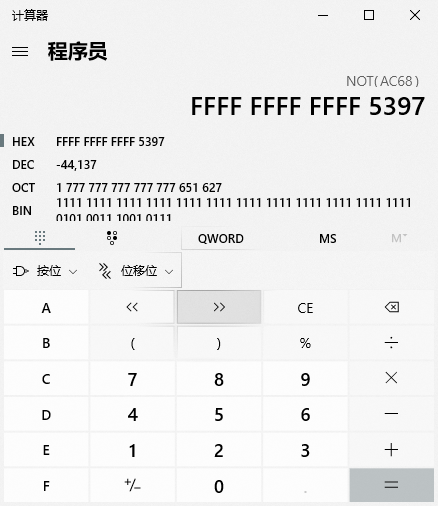 计算器
程序员
NOT( AC68 )
FFFF FFFF FFFF 5397
HEX FFFF FFFF FFFF 5397
DEC -44,137
OCT 1 777 777 777 777 777 651 627
BIN 1111 1111 1111 1111 1111 1111 1111 1111 1111 1111 1111 1111
0101 0011 1001 0111
QWORD MS M
按位 位移位
A << >> CE
B ( ) % ÷
C 7 8 9 ×
D 4 5 6 −
E 1 2 3 +
F +/− 0 . =